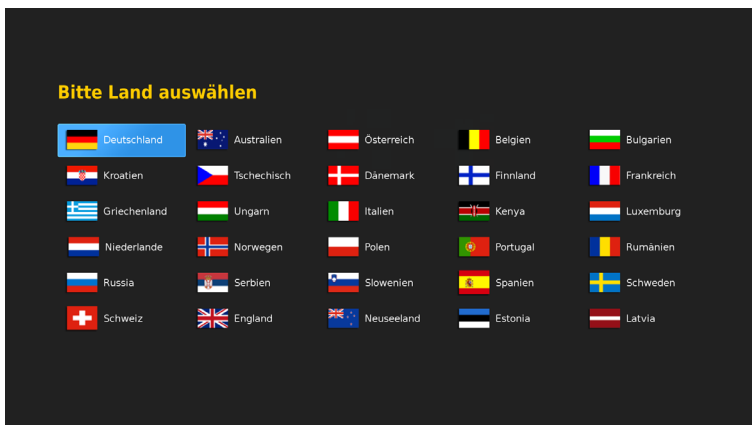 Bitte Land auswählen
Deutschland Australien Österreich Belgien Bulgarien
Kroatien Tschechisch Dänemark Finnland Frankreich
Griechenland Ungarn Italien Kenya Luxemburg
Niederlande Norwegen Polen Portugal Rumänien
Russia Serbien Slowenien Spanien Schweden
Schweiz England Neuseeland Estonia Latvia